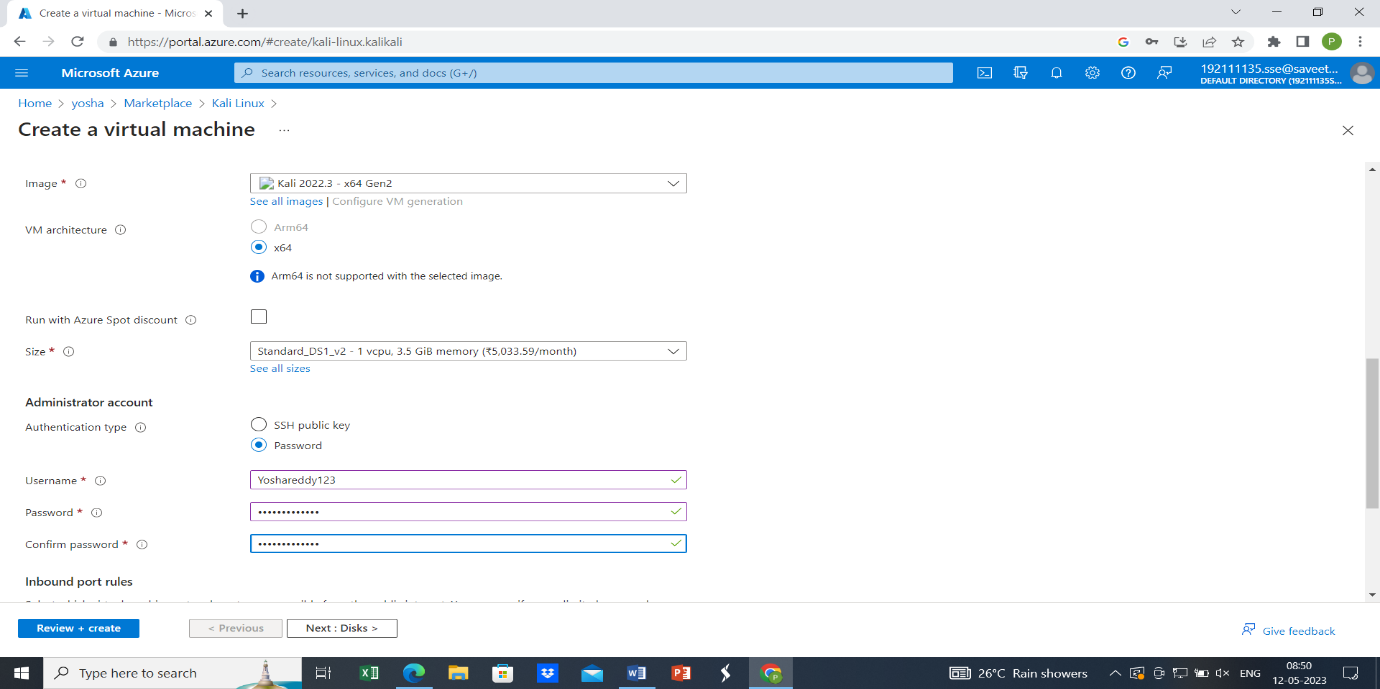 Create a virtual machine - Micros
https://portal.azure.com/#create/kali-linux.kalikali
P
Microsoft Azure
Search resources, services, and docs (G+/)
192111135.sse@saveet...
DEFAULT DIRECTORY (1921111355...
Home > yosha > Marketplace > Kali Linux >
Create a virtual machine ...
Image *
Kali 2022.3 - x64 Gen2
See all images | Configure VM generation
VM architecture
Arm64
x64
Arm64 is not supported with the selected image.
Run with Azure Spot discount
Size *
Standard_DS1_v2 - 1 vcpu, 3.5 GiB memory (₹5,033.59/month)
See all sizes
Administrator account
Authentication type
SSH public key
Password
Username *
Yoshareddy123
Password *
•••••••••••••
Confirm password *
•••••••••••••
Inbound port rules
Review + create
< Previous
Next : Disks >
Give feedback
Type here to search
26°C Rain showers
ENG
08:50
12-05-2023